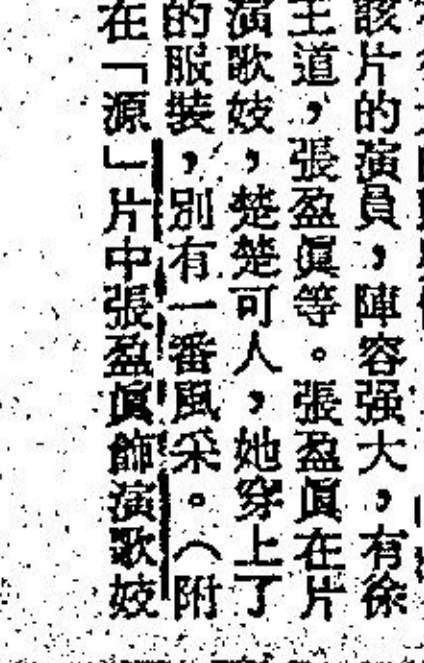 該片的演員，陣容强大，有徐
王道，張盈眞等。張盈眞在片
演歌妓，楚楚可人，她穿上了
的服裝，別有一番風采。（附
在「源」片中張盈眞飾演歌妓